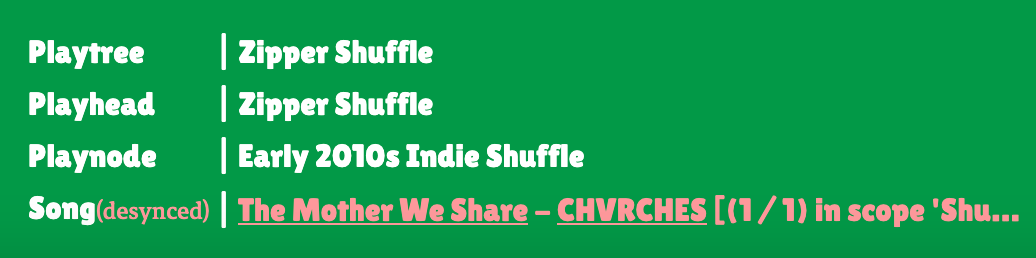 Playtree | Zipper Shuffle
Playhead | Zipper Shuffle
Playnode | Early 2010s Indie Shuffle
Song(desynced) | The Mother We Share – CHVRCHES [(1 / 1) in scope 'Shu...